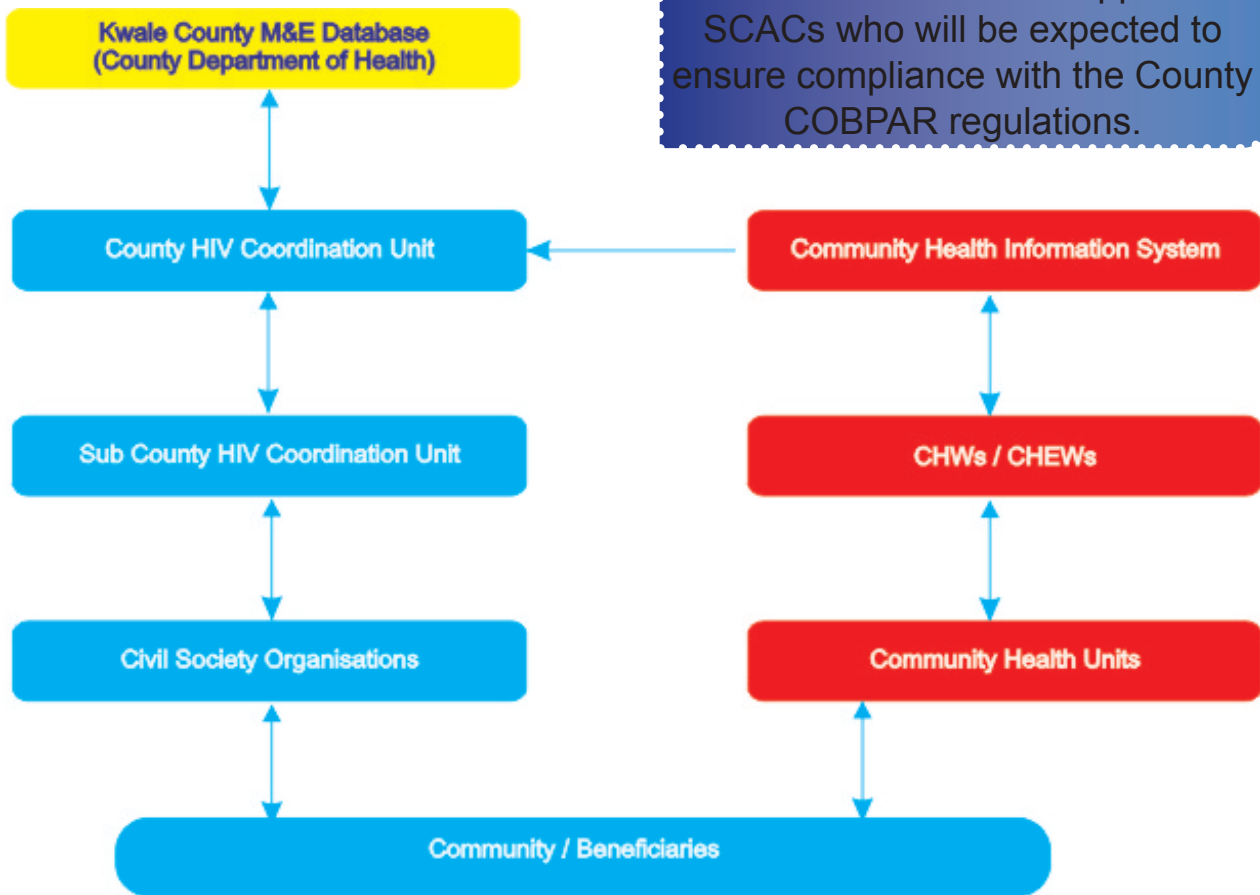 Kwale County M&E Database
(County Department of Health)
SCACs who will be expected to
ensure compliance with the County
COBPAR regulations.
County HIV Coordination Unit
Community Health Information System
Sub County HIV Coordination Unit
CHWs / CHEWs
Civil Society Organisations
Community Health Units
Community / Beneficiaries